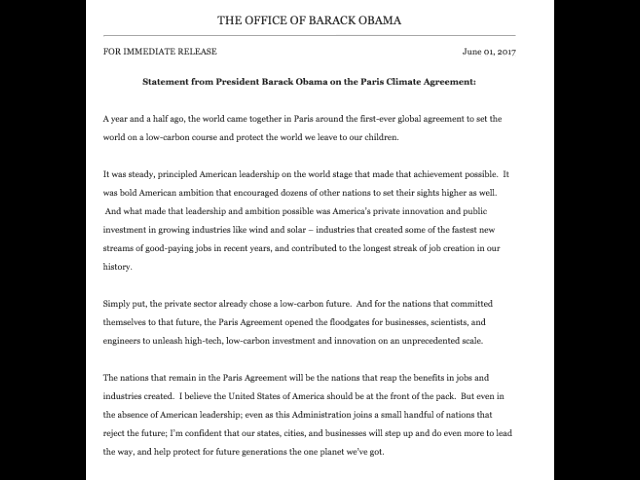 THE OFFICE OF BARACK OBAMA
FOR IMMEDIATE RELEASE June 01, 2017
Statement from President Barack Obama on the Paris Climate Agreement:
A year and a half ago, the world came together in Paris around the first-ever global agreement to set the
world on a low-carbon course and protect the world we leave to our children.
It was steady, principled American leadership on the world stage that made that achievement possible.  It
was bold American ambition that encouraged dozens of other nations to set their sights higher as well.
And what made that leadership and ambition possible was America's private innovation and public
investment in growing industries like wind and solar – industries that created some of the fastest new
streams of good-paying jobs in recent years, and contributed to the longest streak of job creation in our
history.
Simply put, the private sector already chose a low-carbon future.  And for the nations that committed
themselves to that future, the Paris Agreement opened the floodgates for businesses, scientists, and
engineers to unleash high-tech, low-carbon investment and innovation on an unprecedented scale.
The nations that remain in the Paris Agreement will be the nations that reap the benefits in jobs and
industries created.  I believe the United States of America should be at the front of the pack.  But even in
the absence of American leadership; even as this Administration joins a small handful of nations that
reject the future; I'm confident that our states, cities, and businesses will step up and do even more to lead
the way, and help protect for future generations the one planet we've got.